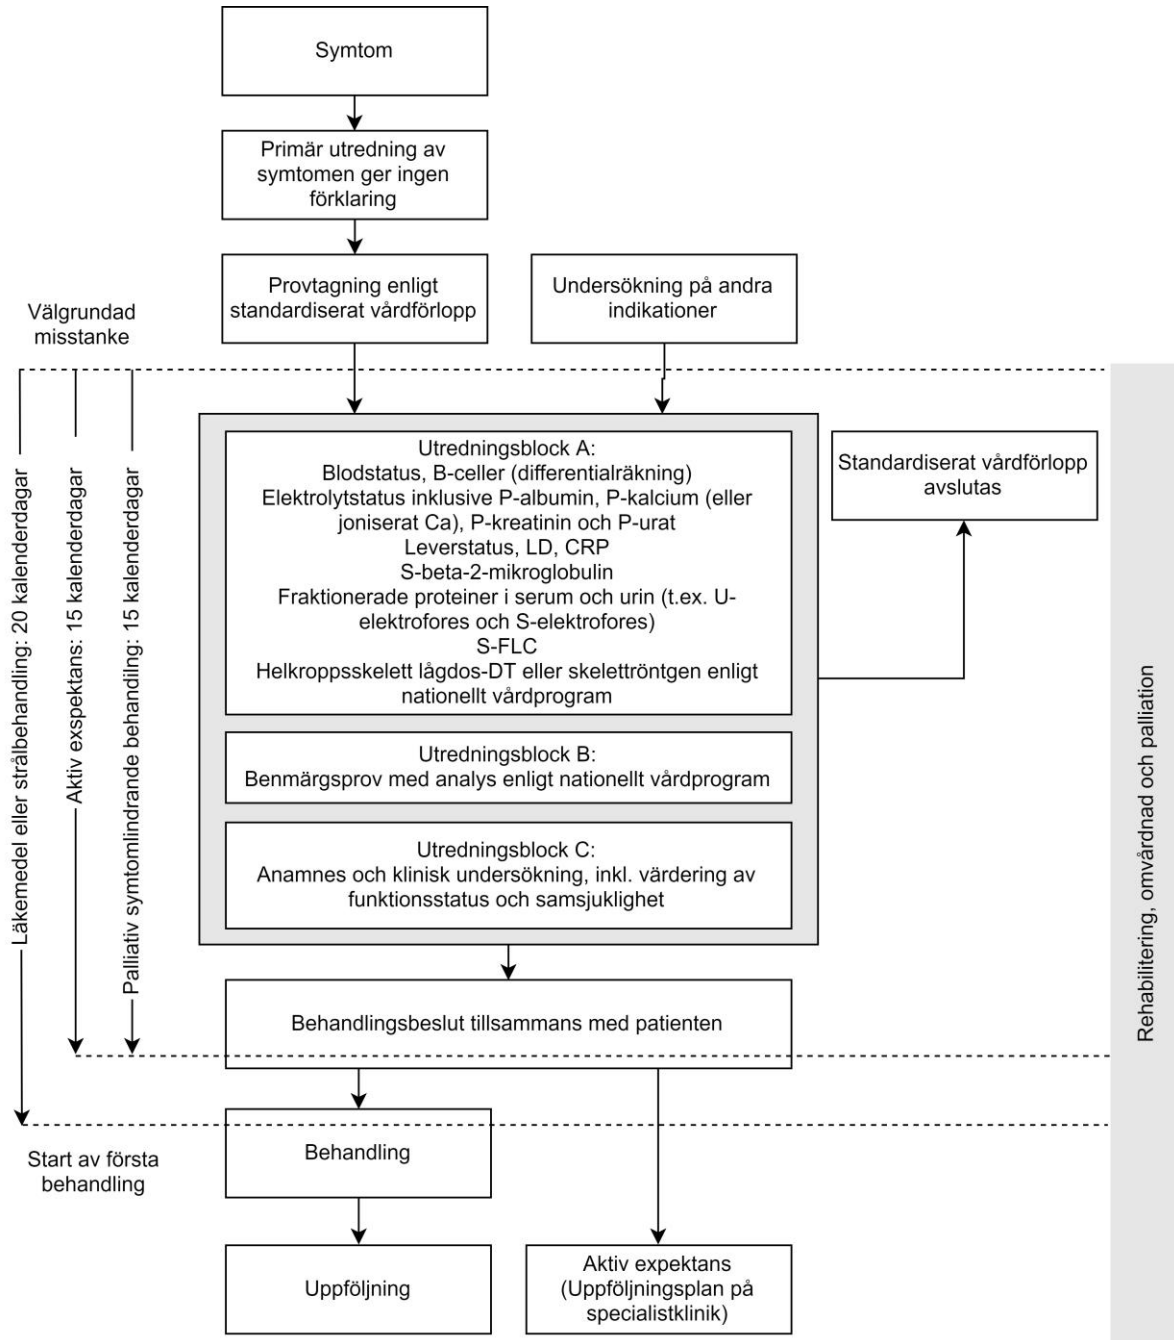 Symtom
Primär utredning av
symtomen ger ingen
förklaring
Provtagning enligt
standardiserat vårdförlopp
Undersökning på andra
indikationer
Välgrundad
misstanke
Läkemedel eller strålbehandling: 20 kalenderdagar
Aktiv exspektans: 15 kalenderdagar
Palliativ symtomlindrande behandilng: 15 kalenderdagar
Utredningsblock A:
Blodstatus, B-celler (differentialräkning)
Elektrolytstatus inklusive P-albumin, P-kalcium (eller
joniserat Ca), P-kreatinin och P-urat
Leverstatus, LD, CRP
S-beta-2-mikroglobulin
Fraktionerade proteiner i serum och urin (t.ex. U-
elektrofores och S-elektrofores)
S-FLC
Helkroppsskelett lågdos-DT eller skelettröntgen enligt
nationellt vårdprogram
Standardiserat vårdförlopp
avslutas
Utredningsblock B:
Benmärgsprov med analys enligt nationellt vårdprogram
Utredningsblock C:
Anamnes och klinisk undersökning, inkl. värdering av
funktionsstatus och samsjuklighet
Rehabilitering, omvårdnad och palliation
Behandlingsbeslut tillsammans med patienten
Behandling
Start av första
behandling
Uppföljning
Aktiv expektans
(Uppföljningsplan på
specialistklinik)